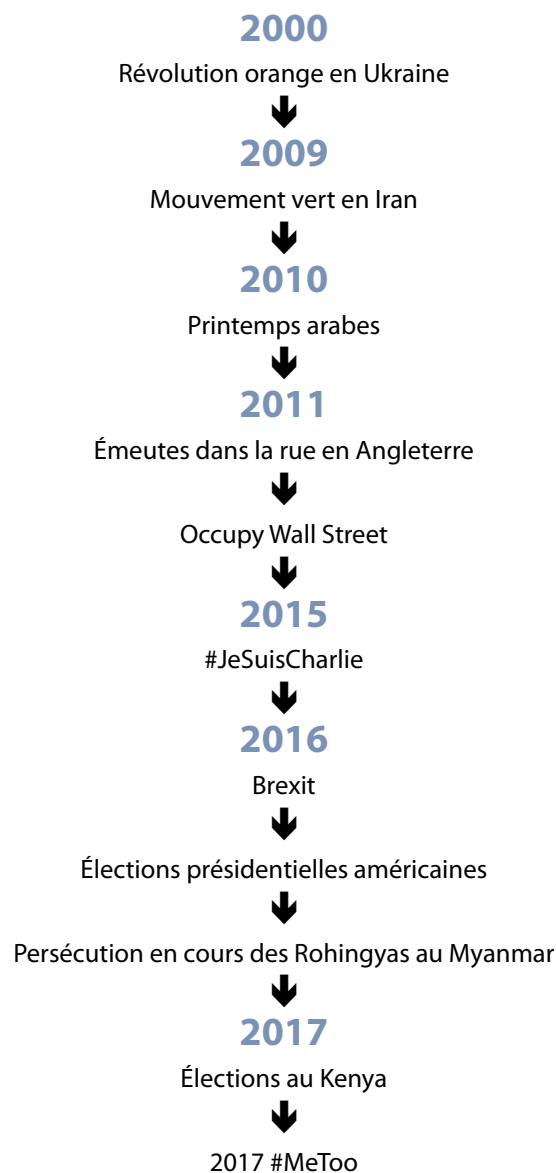 2000
Révolution orange en Ukraine
2009
Mouvement vert en Iran
2010
Printemps arabes
2011
Émeutes dans la rue en Angleterre
Occupy Wall Street
2015
#JeSuisCharlie
2016
Brexit
Élections présidentielles américaines
Persécution en cours des Rohingyas au Myanmar
2017
Élections au Kenya
2017 #MeToo